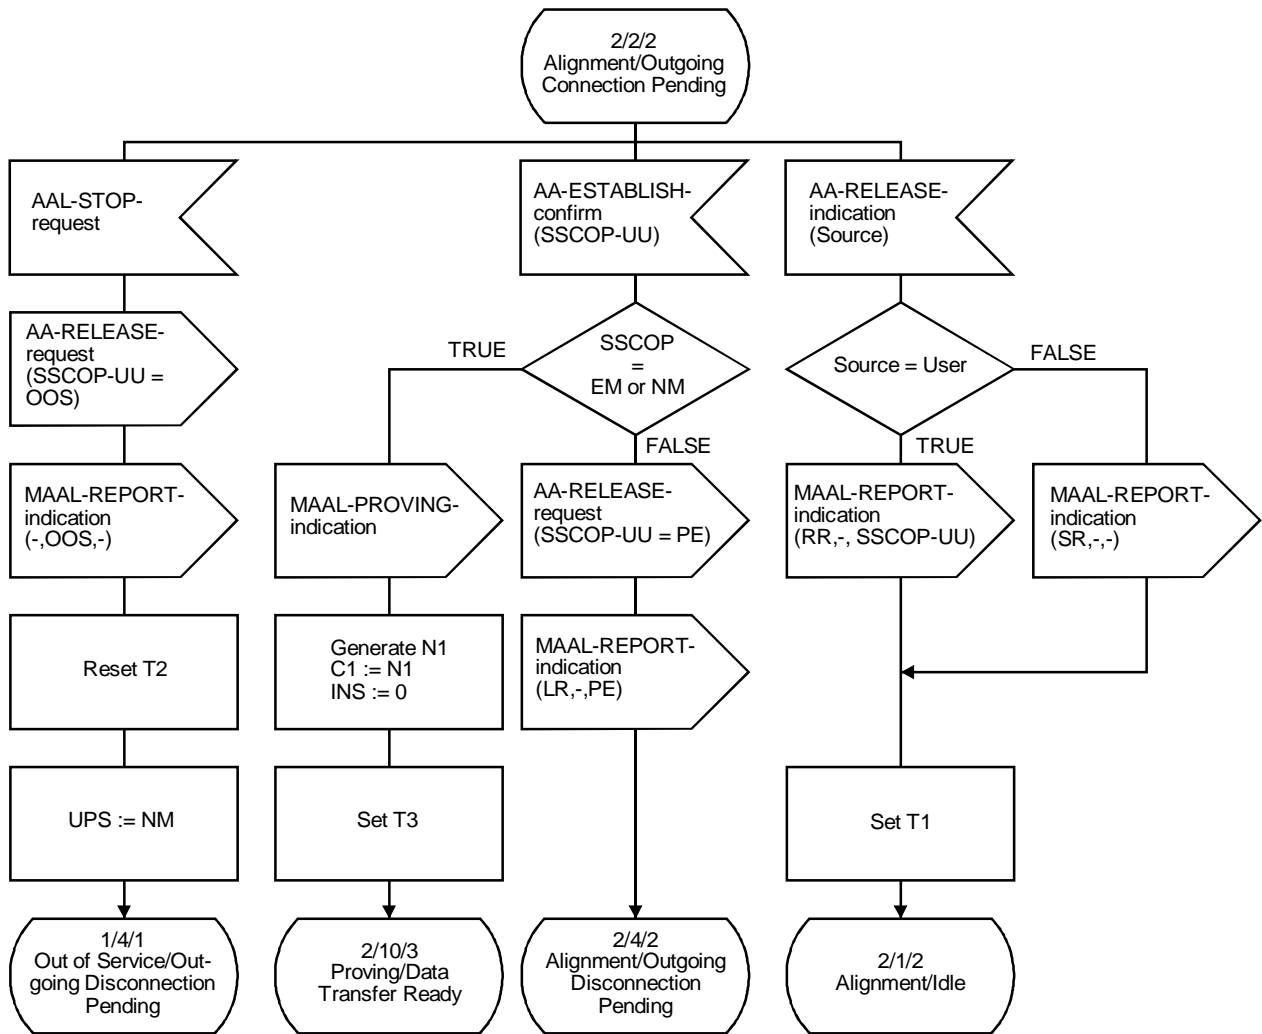 2/2/2
Alignment/Outgoing
Connection Pending
AAL-STOP-
request
AA-ESTABLISH-
confirm
(SSCOP-UU)
AA-RELEASE-
indication
(Source)
AA-RELEASE-
request
(SSCOP-UU =
OOS)
TRUE
SSCOP
=
EM or NM
FALSE
Source = User
FALSE
TRUE
MAAL-REPORT-
indication
(-,OOS,-)
MAAL-PROVING-
indication
AA-RELEASE-
request
(SSCOP-UU = PE)
MAAL-REPORT-
indication
(RR,-, SSCOP-UU)
MAAL-REPORT-
indication
(SR,-,-)
Reset T2
Generate N1
C1 := N1
INS := 0
MAAL-REPORT-
indication
(LR,-,PE)
UPS := NM
Set T3
Set T1
1/4/1
Out of Service/Out-
going Disconnection
Pending
2/10/3
Proving/Data
Transfer Ready
2/4/2
Alignment/Outgoing
Disconnection
Pending
2/1/2
Alignment/Idle